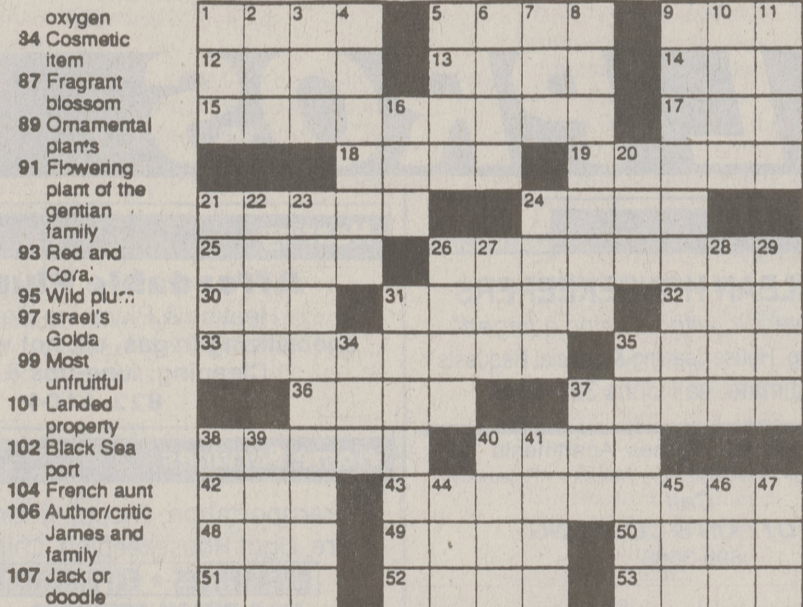 oxygen
34 Cosmetic
item
87 Fragrant
blossom
89 Ornamental
plants
91 Flowering
plant of the
gentian
family
93 Red and
Coral
95 Wild plum
97 Israel's
Golda
99 Most
unfruitful
101 Landed
property
102 Black Sea
port
104 French aunt
106 Author/critic
James and
family
107 Jack or
doodle
1 2 3 4 5 6 7 8 9 10 11
12 13 14
15 16 17
18 19 20
21 22 23 24
25 26 27 28 29
30 31 32
33 34 35
36 37
38 39 40 41
42 43 44 45 46 47
48 49 50
51 52 53